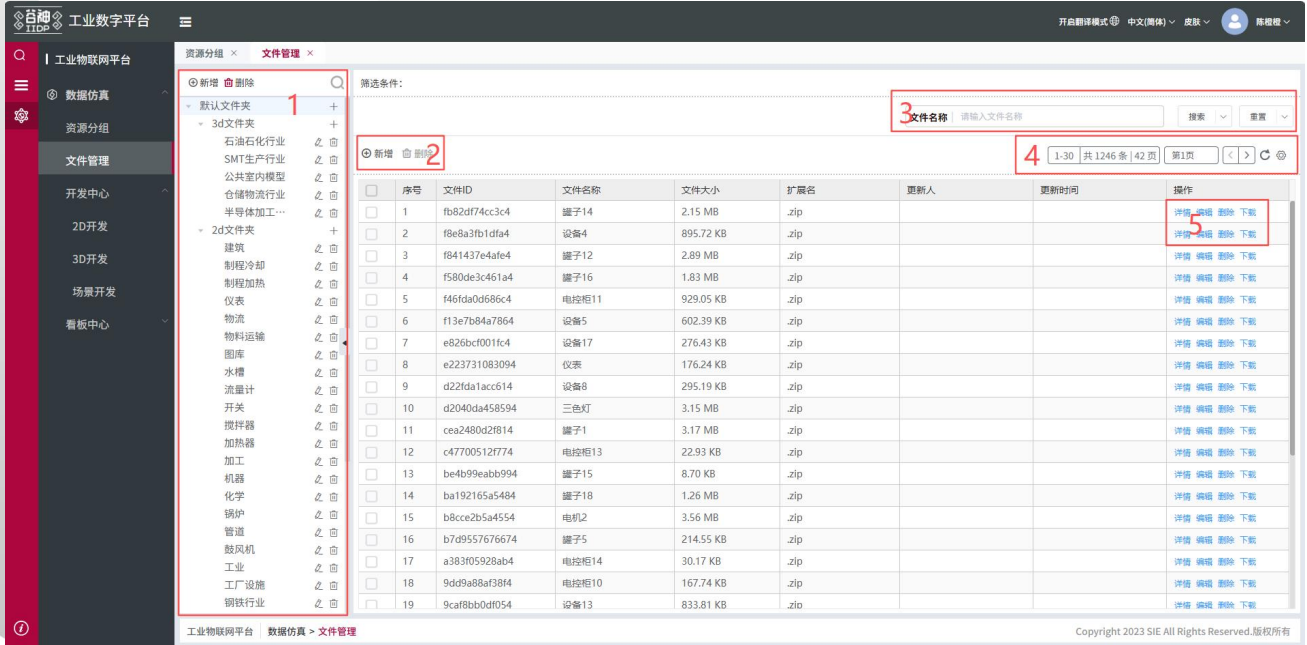 谷神 IIDP 工业数字平台 开启翻译模式 中文(简体) 皮肤 陈橙橙
工业物联网平台
数据仿真
资源分组
文件管理
开发中心
2D开发
3D开发
场景开发
看板中心
资源分组 × 文件管理 ×
新增 删除
1
默认文件夹
3d文件夹
石油石化行业
SMT生产行业
公共室内模型
仓储物流行业
半导体加工…
2d文件夹
建筑
制程冷却
制程加热
仪表
物流
物料运输
图库
水槽
流量计
开关
搅拌器
加热器
加工
机器
化学
锅炉
管道
鼓风机
工业
工厂设施
钢铁行业
筛选条件:
3
文件名称 请输入文件名称 搜索 重置
新增 删除 2
4 1-30 共 1246 条 | 42 页 第1页
序号 文件ID 文件名称 文件大小 扩展名 更新人 更新时间 操作
1 fb82df74cc3c4 罐子14 2.15 MB .zip 详情 编辑 删除 下载
5
2 f8e8a3fb1dfa4 设备4 895.72 KB .zip 详情 编辑 删除 下载
3 f841437e4afe4 罐子12 2.89 MB .zip 详情 编辑 删除 下载
4 f580de3c461a4 罐子16 1.83 MB .zip 详情 编辑 删除 下载
5 f46fda0d686c4 电控柜11 929.05 KB .zip 详情 编辑 删除 下载
6 f13e7b84a7864 设备5 602.39 KB .zip 详情 编辑 删除 下载
7 e826bcf001fc4 设备17 276.43 KB .zip 详情 编辑 删除 下载
8 e223731083094 仪表 176.24 KB .zip 详情 编辑 删除 下载
9 d22fda1acc614 设备8 295.19 KB .zip 详情 编辑 删除 下载
10 d2040da458594 三色灯 3.15 MB .zip 详情 编辑 删除 下载
11 cea2480d2f814 罐子1 3.17 MB .zip 详情 编辑 删除 下载
12 c47700512f774 电控柜13 22.93 KB .zip 详情 编辑 删除 下载
13 be4b99eabb994 罐子15 8.70 KB .zip 详情 编辑 删除 下载
14 ba192165a5484 罐子18 1.26 MB .zip 详情 编辑 删除 下载
15 b8cce2b5a4554 电机2 3.56 MB .zip 详情 编辑 删除 下载
16 b7d9557676674 罐子5 214.55 KB .zip 详情 编辑 删除 下载
17 a383f05928ab4 电控柜14 30.17 KB .zip 详情 编辑 删除 下载
18 9dd9a88af38f4 电控柜10 167.74 KB .zip 详情 编辑 删除 下载
19 9caf8bb0df054 设备13 833.81 KB .zip 详情 编辑 删除 下载
工业物联网平台 数据仿真 > 文件管理 Copyright 2023 SIE All Rights Reserved.版权所有